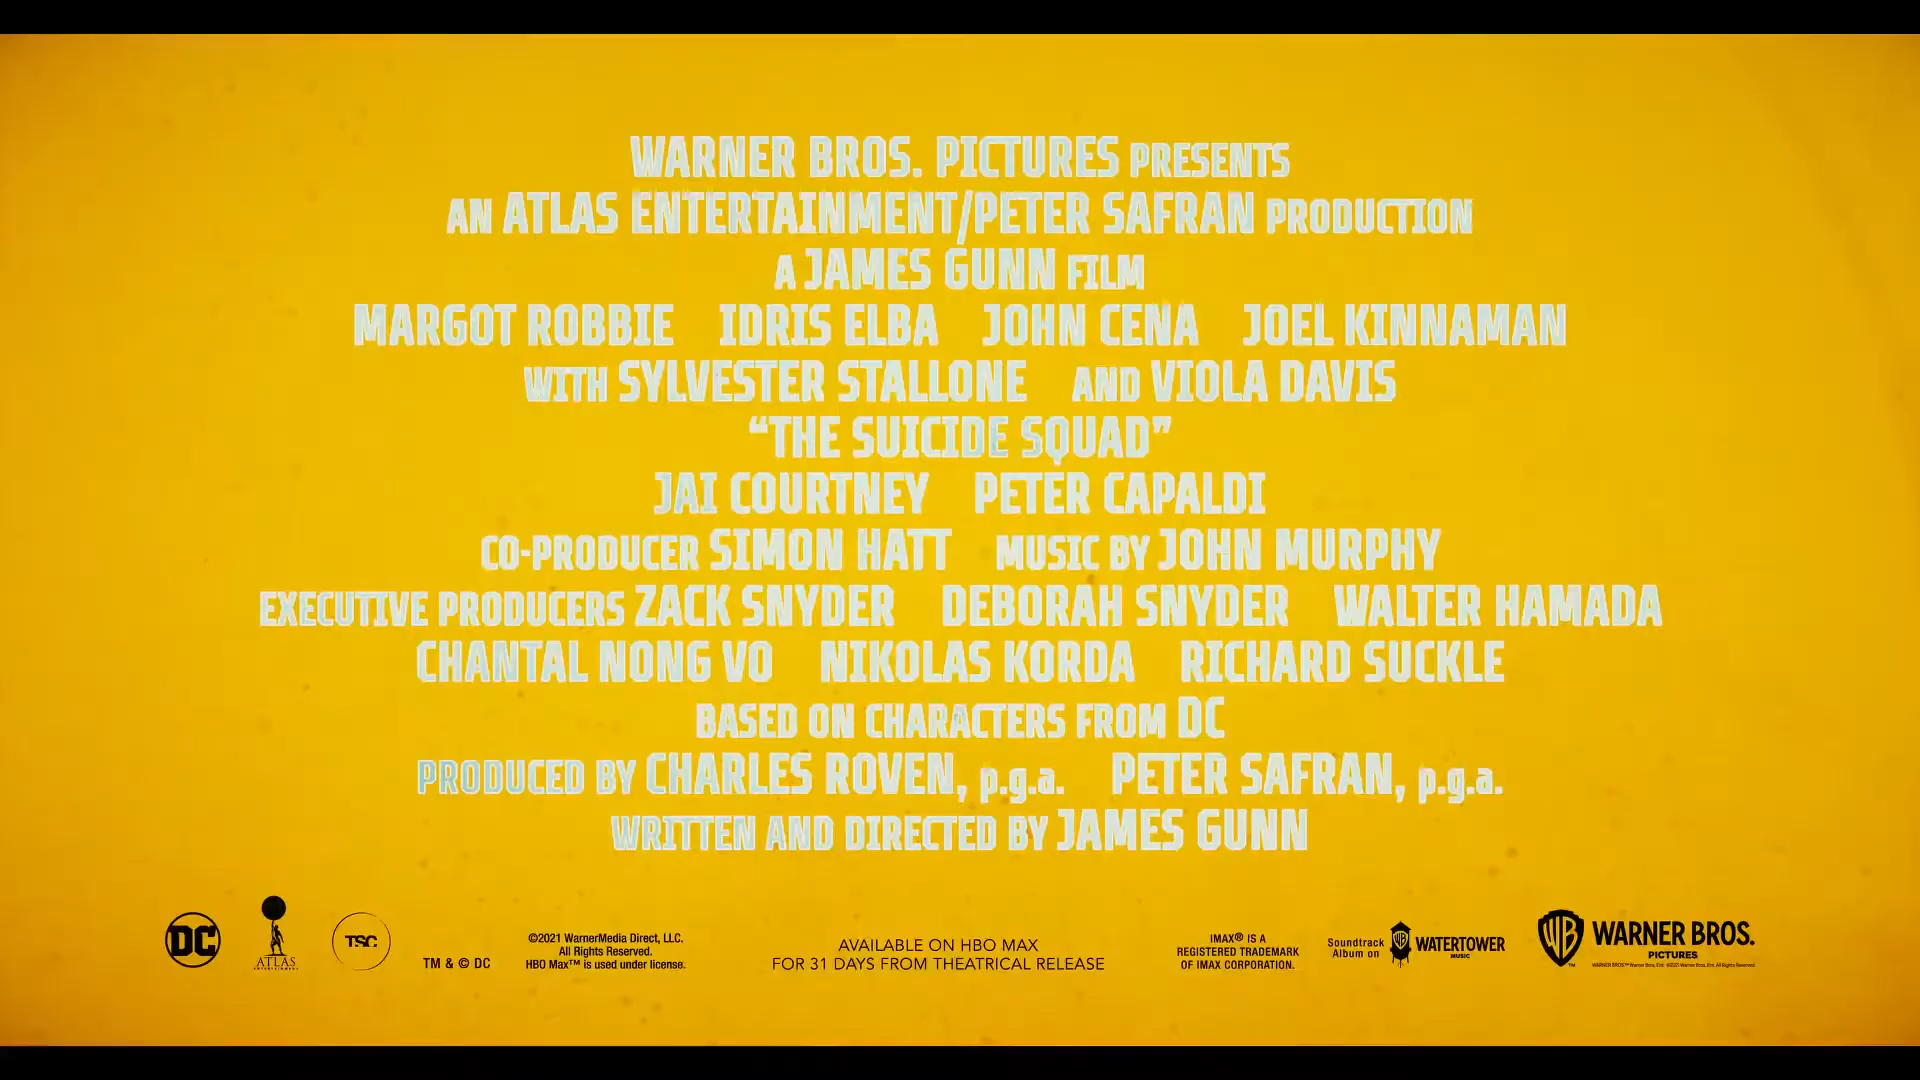 WARNER BROS. PICTURES PRESENTS
AN ATLAS ENTERTAINMENT/PETER SAFRAN PRODUCTION
A JAMES GUNN FILM
MARGOT ROBBIE IDRIS ELBA JOHN CENA JOEL KINNAMAN
WITH SYLVESTER STALLONE AND VIOLA DAVIS
“THE SUICIDE SQUAD”
JAI COURTNEY PETER CAPALDI
CO-PRODUCER SIMON HATT MUSIC BY JOHN MURPHY
EXECUTIVE PRODUCERS ZACK SNYDER DEBORAH SNYDER WALTER HAMADA
CHANTAL NONG VO NIKOLAS KORDA RICHARD SUCKLE
BASED ON CHARACTERS FROM DC
PRODUCED BY CHARLES ROVEN, p.g.a. PETER SAFRAN, p.g.a.
WRITTEN AND DIRECTED BY JAMES GUNN
DC
ATLAS
ENTERTAINMENT
TSC
TM & © DC
©2021 WarnerMedia Direct, LLC.
All Rights Reserved.
HBO Max™ is used under license.
AVAILABLE ON HBO MAX
FOR 31 DAYS FROM THEATRICAL RELEASE
IMAX® IS A
REGISTERED TRADEMARK
OF IMAX CORPORATION.
Soundtrack
Album on
WB
WATERTOWER
MUSIC
WB
™
WARNER BROS.
PICTURES